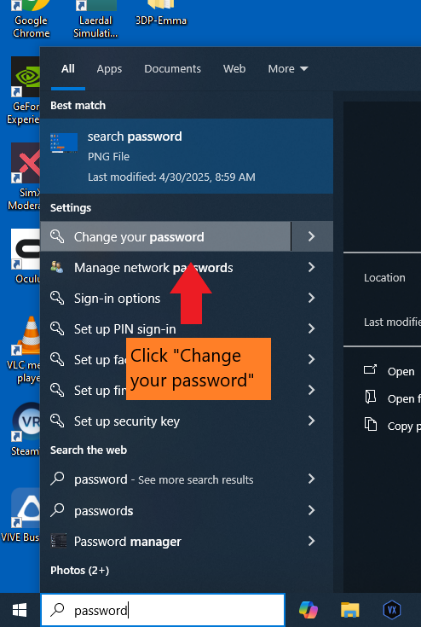 Google
Chrome
Laerdal
Simulati...
3DP-Emma
All
Apps
Documents
Web
More
Best match
search password
PNG File
Last modified: 4/30/2025, 8:59 AM
Settings
Change your password
Manage network passwords
Sign-in options
Set up PIN sign-in
Set up
Set up
Set up security key
Click "Change
your password"
Search the web
password - See more search results
passwords
Password manager
Photos (2+)
password
Location
Last modifie
Open
Open f
Copy p
GeFor
Experie
SimX
Modera
Oculu
VLC me
playe
Steam
VIVE Bus
VR
VIVE
VX